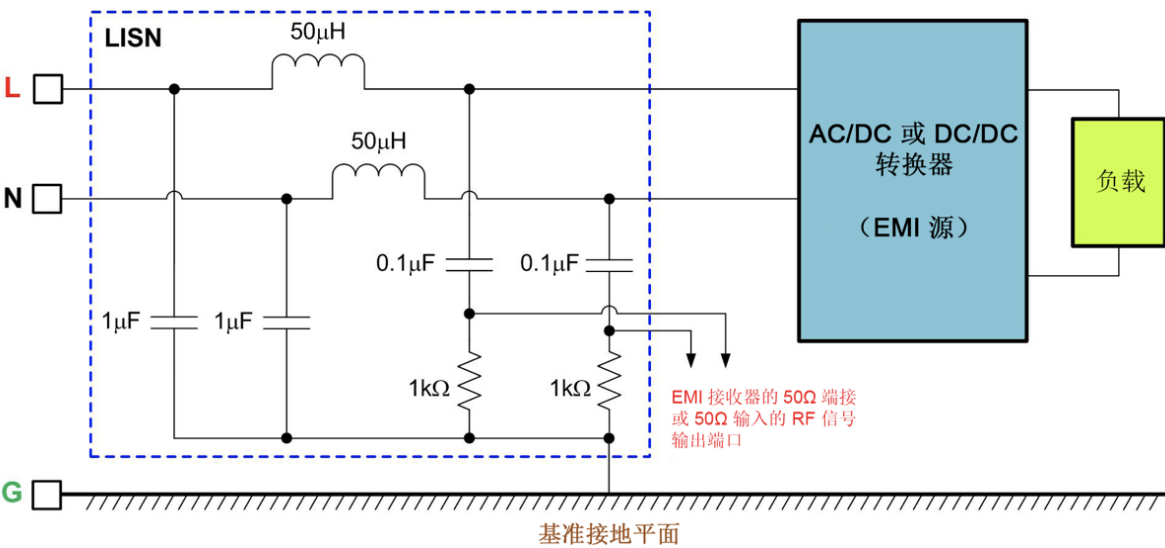 LISN
50μH
L
50μH
N
AC/DC 或 DC/DC
转换器
（EMI 源）
负载
0.1μF
0.1μF
1μF
1μF
1kΩ
1kΩ
EMI 接收器的 50Ω 端接
或 50Ω 输入的 RF 信号
输出端口
G
基准接地平面